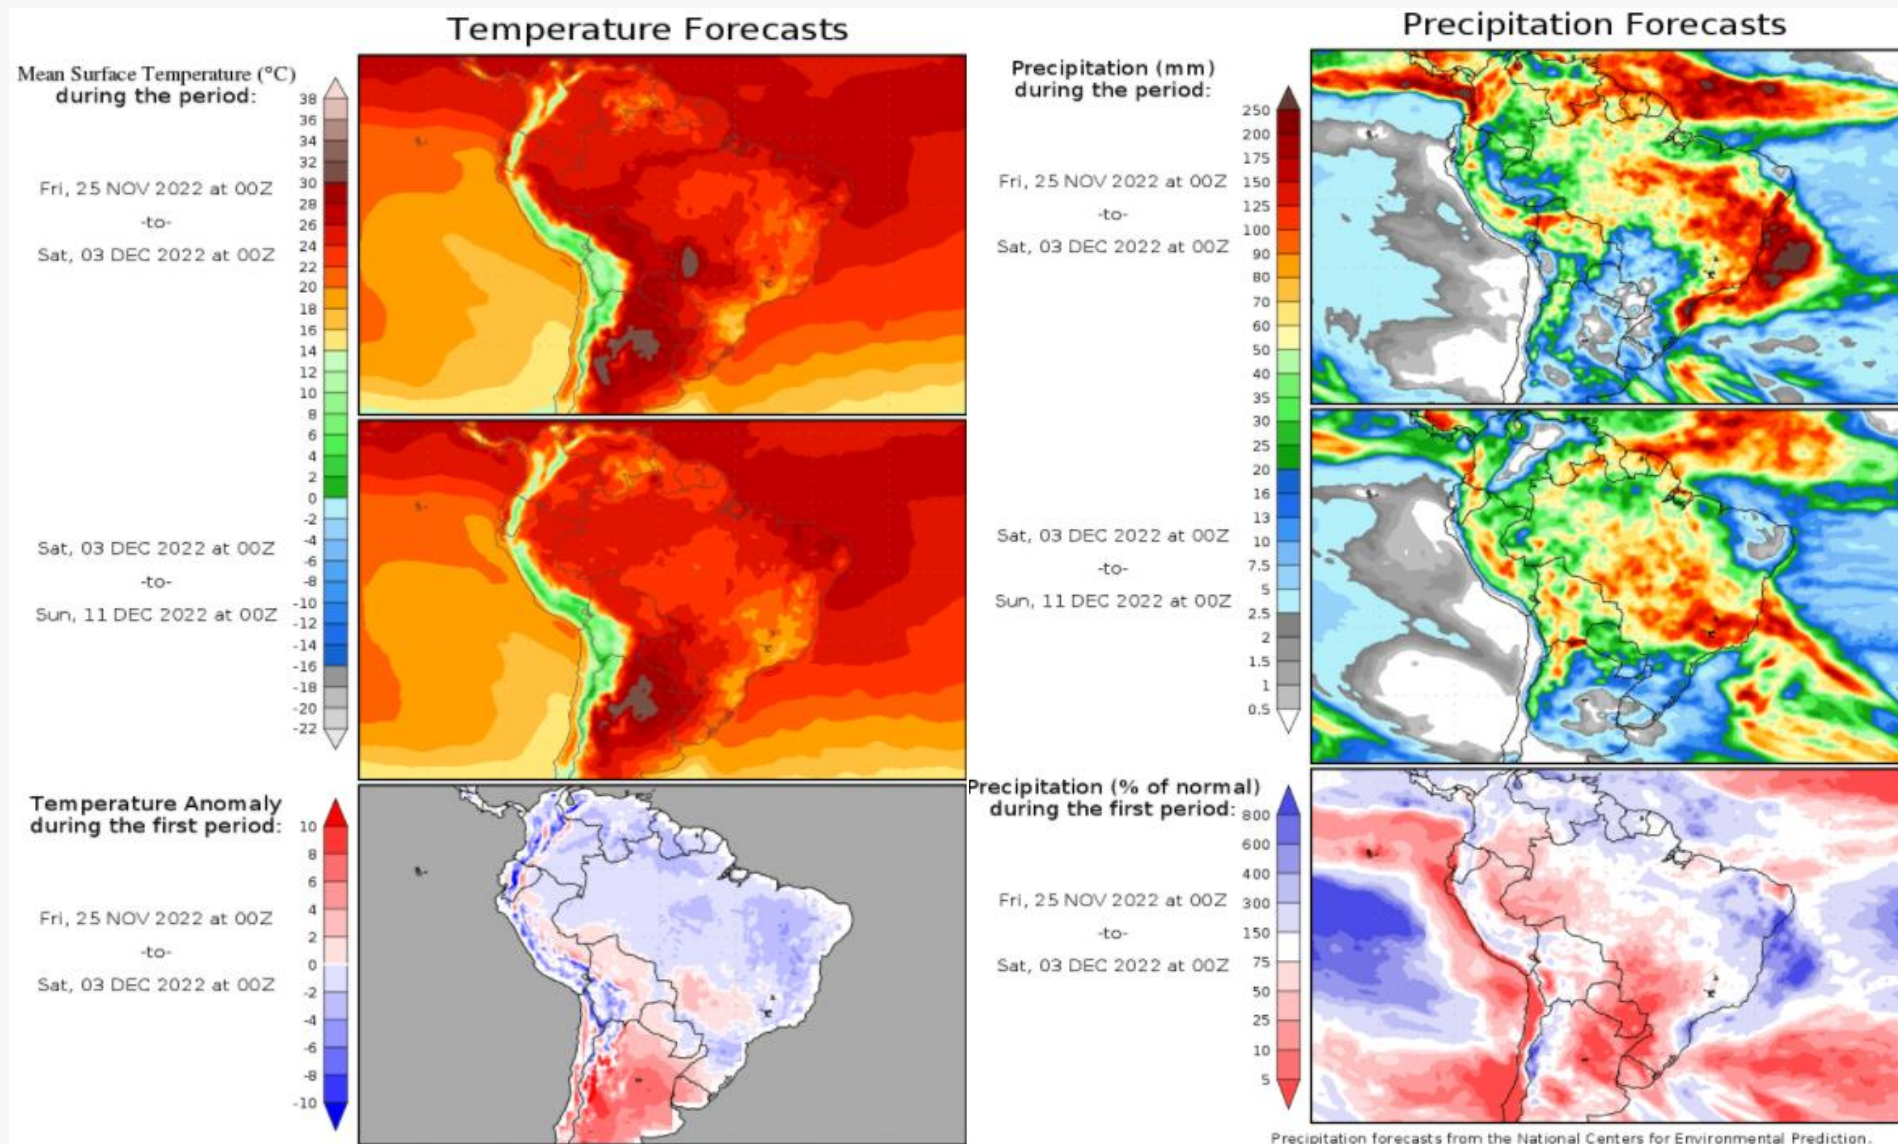 Temperature Forecasts
Mean Surface Temperature (°C)
during the period:
38
36
34
32
30
28
26
24
22
20
18
16
14
12
10
8
6
4
2
0
-2
-4
-6
-8
-10
-12
-14
-16
-18
-20
-22
Fri, 25 NOV 2022 at 00Z
-to-
Sat, 03 DEC 2022 at 00Z
Sat, 03 DEC 2022 at 00Z
-to-
Sun, 11 DEC 2022 at 00Z
Temperature Anomaly
during the first period:
10
8
6
4
2
0
-2
-4
-6
-8
-10
Fri, 25 NOV 2022 at 00Z
-to-
Sat, 03 DEC 2022 at 00Z
Precipitation Forecasts
Precipitation (mm)
during the period:
250
200
175
150
125
100
90
80
70
60
50
40
35
30
25
20
16
13
10
7.5
5
2.5
2
1.5
1
0.5
Fri, 25 NOV 2022 at 00Z
-to-
Sat, 03 DEC 2022 at 00Z
Sat, 03 DEC 2022 at 00Z
-to-
Sun, 11 DEC 2022 at 00Z
Precipitation (% of normal)
during the first period:
800
600
400
300
150
75
50
25
10
5
Fri, 25 NOV 2022 at 00Z
-to-
Sat, 03 DEC 2022 at 00Z
Precipitation forecasts from the National Centers for Environmental Prediction.